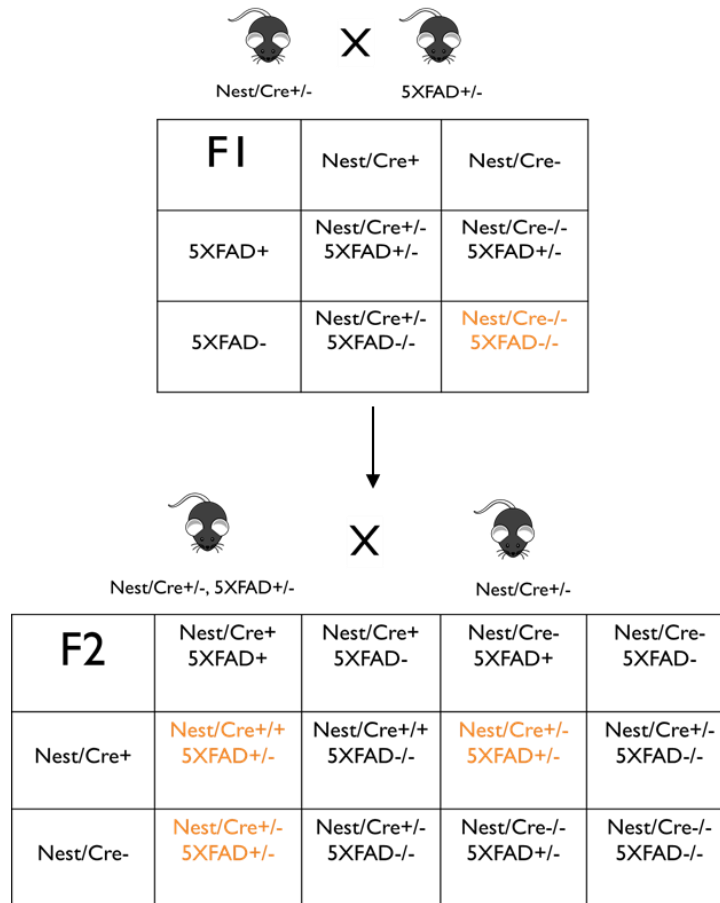 X
Nest/Cre+/-
5XFAD+/-
F1
Nest/Cre+
Nest/Cre-
5XFAD+
Nest/Cre+/-
5XFAD+/-
Nest/Cre-/-
5XFAD+/-
5XFAD-
Nest/Cre+/-
5XFAD-/-
Nest/Cre-/-
5XFAD-/-
X
Nest/Cre+/-, 5XFAD+/-
Nest/Cre+/-
F2
Nest/Cre+
5XFAD+
Nest/Cre+
5XFAD-
Nest/Cre-
5XFAD+
Nest/Cre-
5XFAD-
Nest/Cre+
Nest/Cre+/+
5XFAD+/-
Nest/Cre+/+
5XFAD-/-
Nest/Cre+/-
5XFAD+/-
Nest/Cre+/-
5XFAD-/-
Nest/Cre-
Nest/Cre+/-
5XFAD+/-
Nest/Cre+/-
5XFAD-/-
Nest/Cre-/-
5XFAD+/-
Nest/Cre-/-
5XFAD-/-